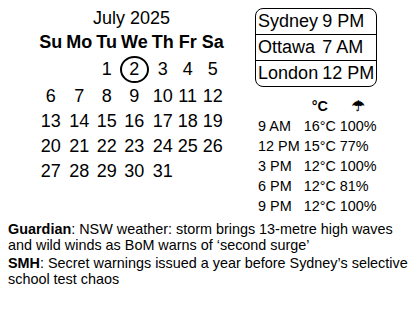 July 2025
Su Mo Tu We Th Fr Sa
1 2 3 4 5
6 7 8 9 10 11 12
13 14 15 16 17 18 19
20 21 22 23 24 25 26
27 28 29 30 31
Sydney 9 PM
Ottawa 7 AM
London 12 PM
°C ☂
9 AM 16°C 100%
12 PM 15°C 77%
3 PM 12°C 100%
6 PM 12°C 81%
9 PM 12°C 100%
Guardian: NSW weather: storm brings 13-metre high waves
and wild winds as BoM warns of ‘second surge’
SMH: Secret warnings issued a year before Sydney’s selective
school test chaos